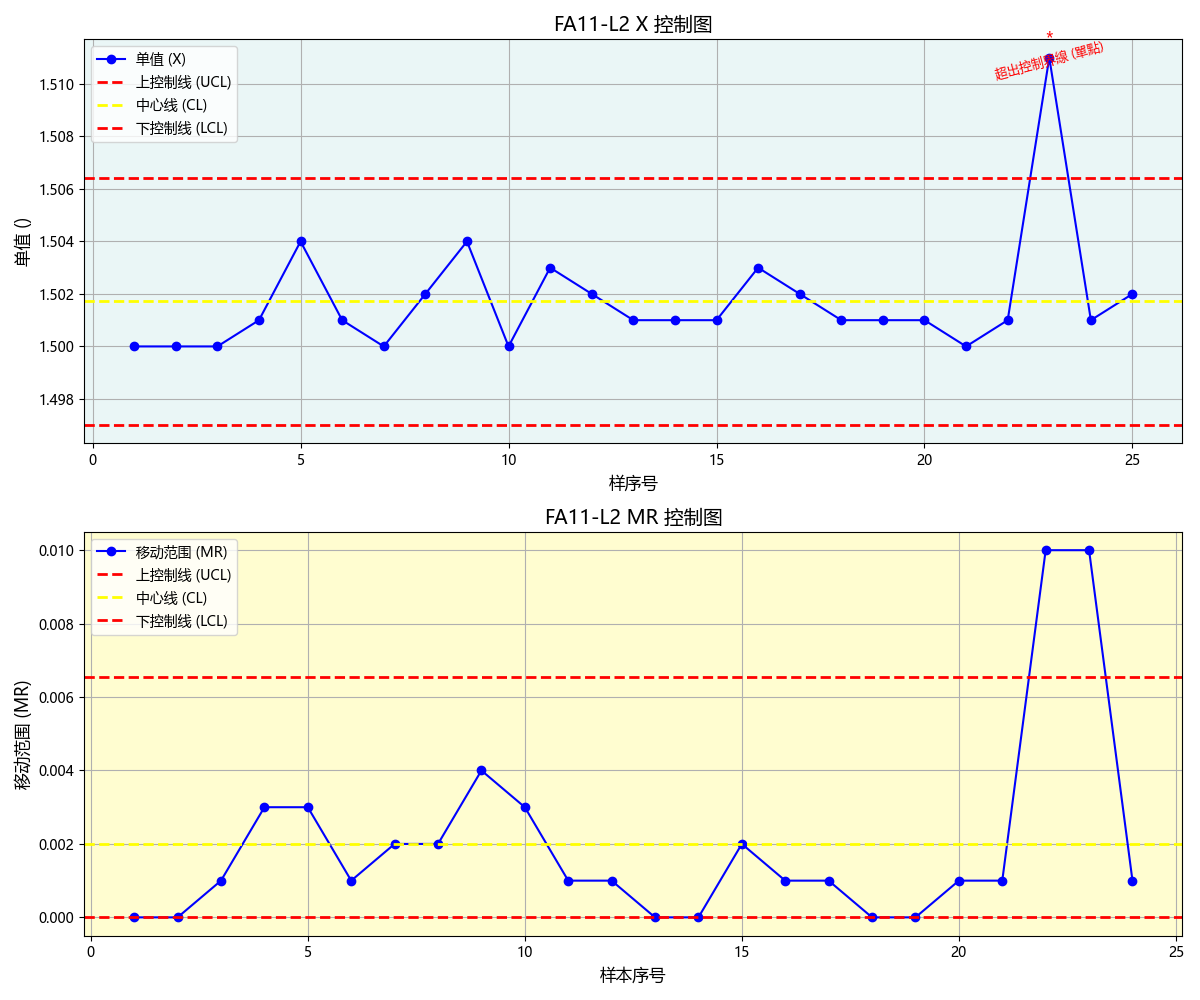 FA11-L2 X 控制图
单值 (X)
上控制线 (UCL)
中心线 (CL)
下控制线 (LCL)
*
超出控制界線 (單點)
1.510
1.508
1.506
1.504
1.502
1.500
1.498
单值 ()
0 5 10 15 20 25
样序号
FA11-L2 MR 控制图
移动范围 (MR)
上控制线 (UCL)
中心线 (CL)
下控制线 (LCL)
0.010
0.008
0.006
0.004
0.002
0.000
移动范围 (MR)
0 5 10 15 20 25
样本序号